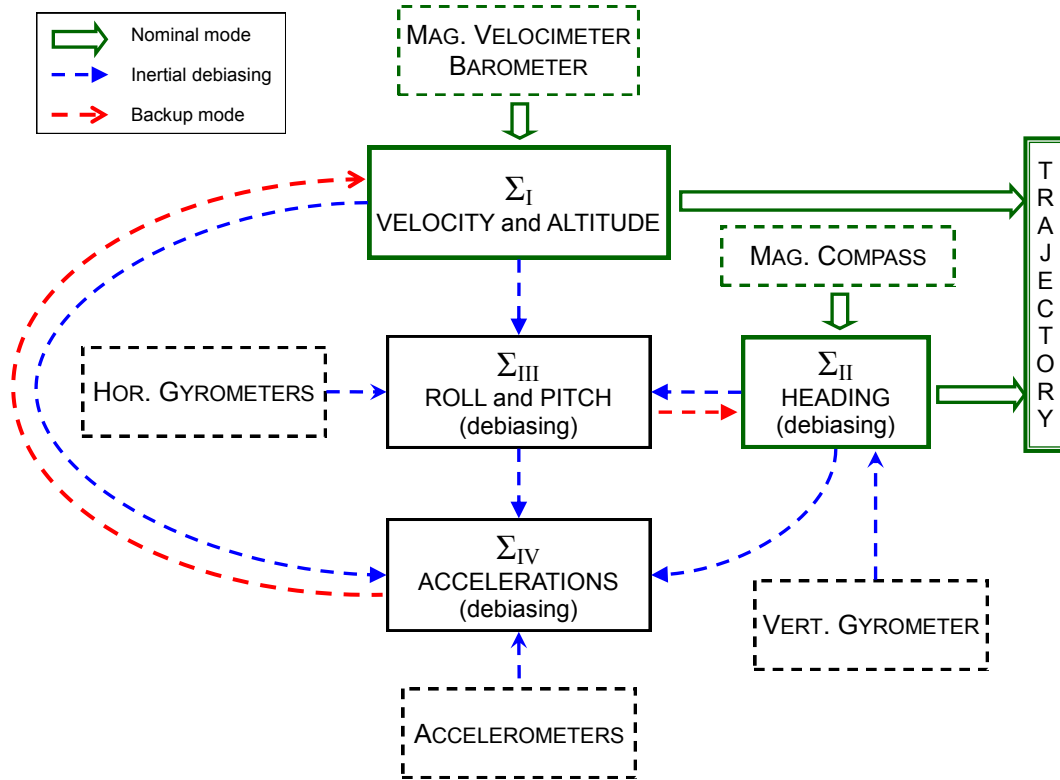 Nominal mode
Inertial debiasing
Backup mode
MAG. VELOCIMETER
BAROMETER
ΣI
VELOCITY and ALTITUDE
MAG. COMPASS
TRAJECTORY
HOR. GYROMETERS
ΣIII
ROLL and PITCH
(debiasing)
ΣII
HEADING
(debiasing)
ΣIV
ACCELERATIONS
(debiasing)
VERT. GYROMETER
ACCELEROMETERS